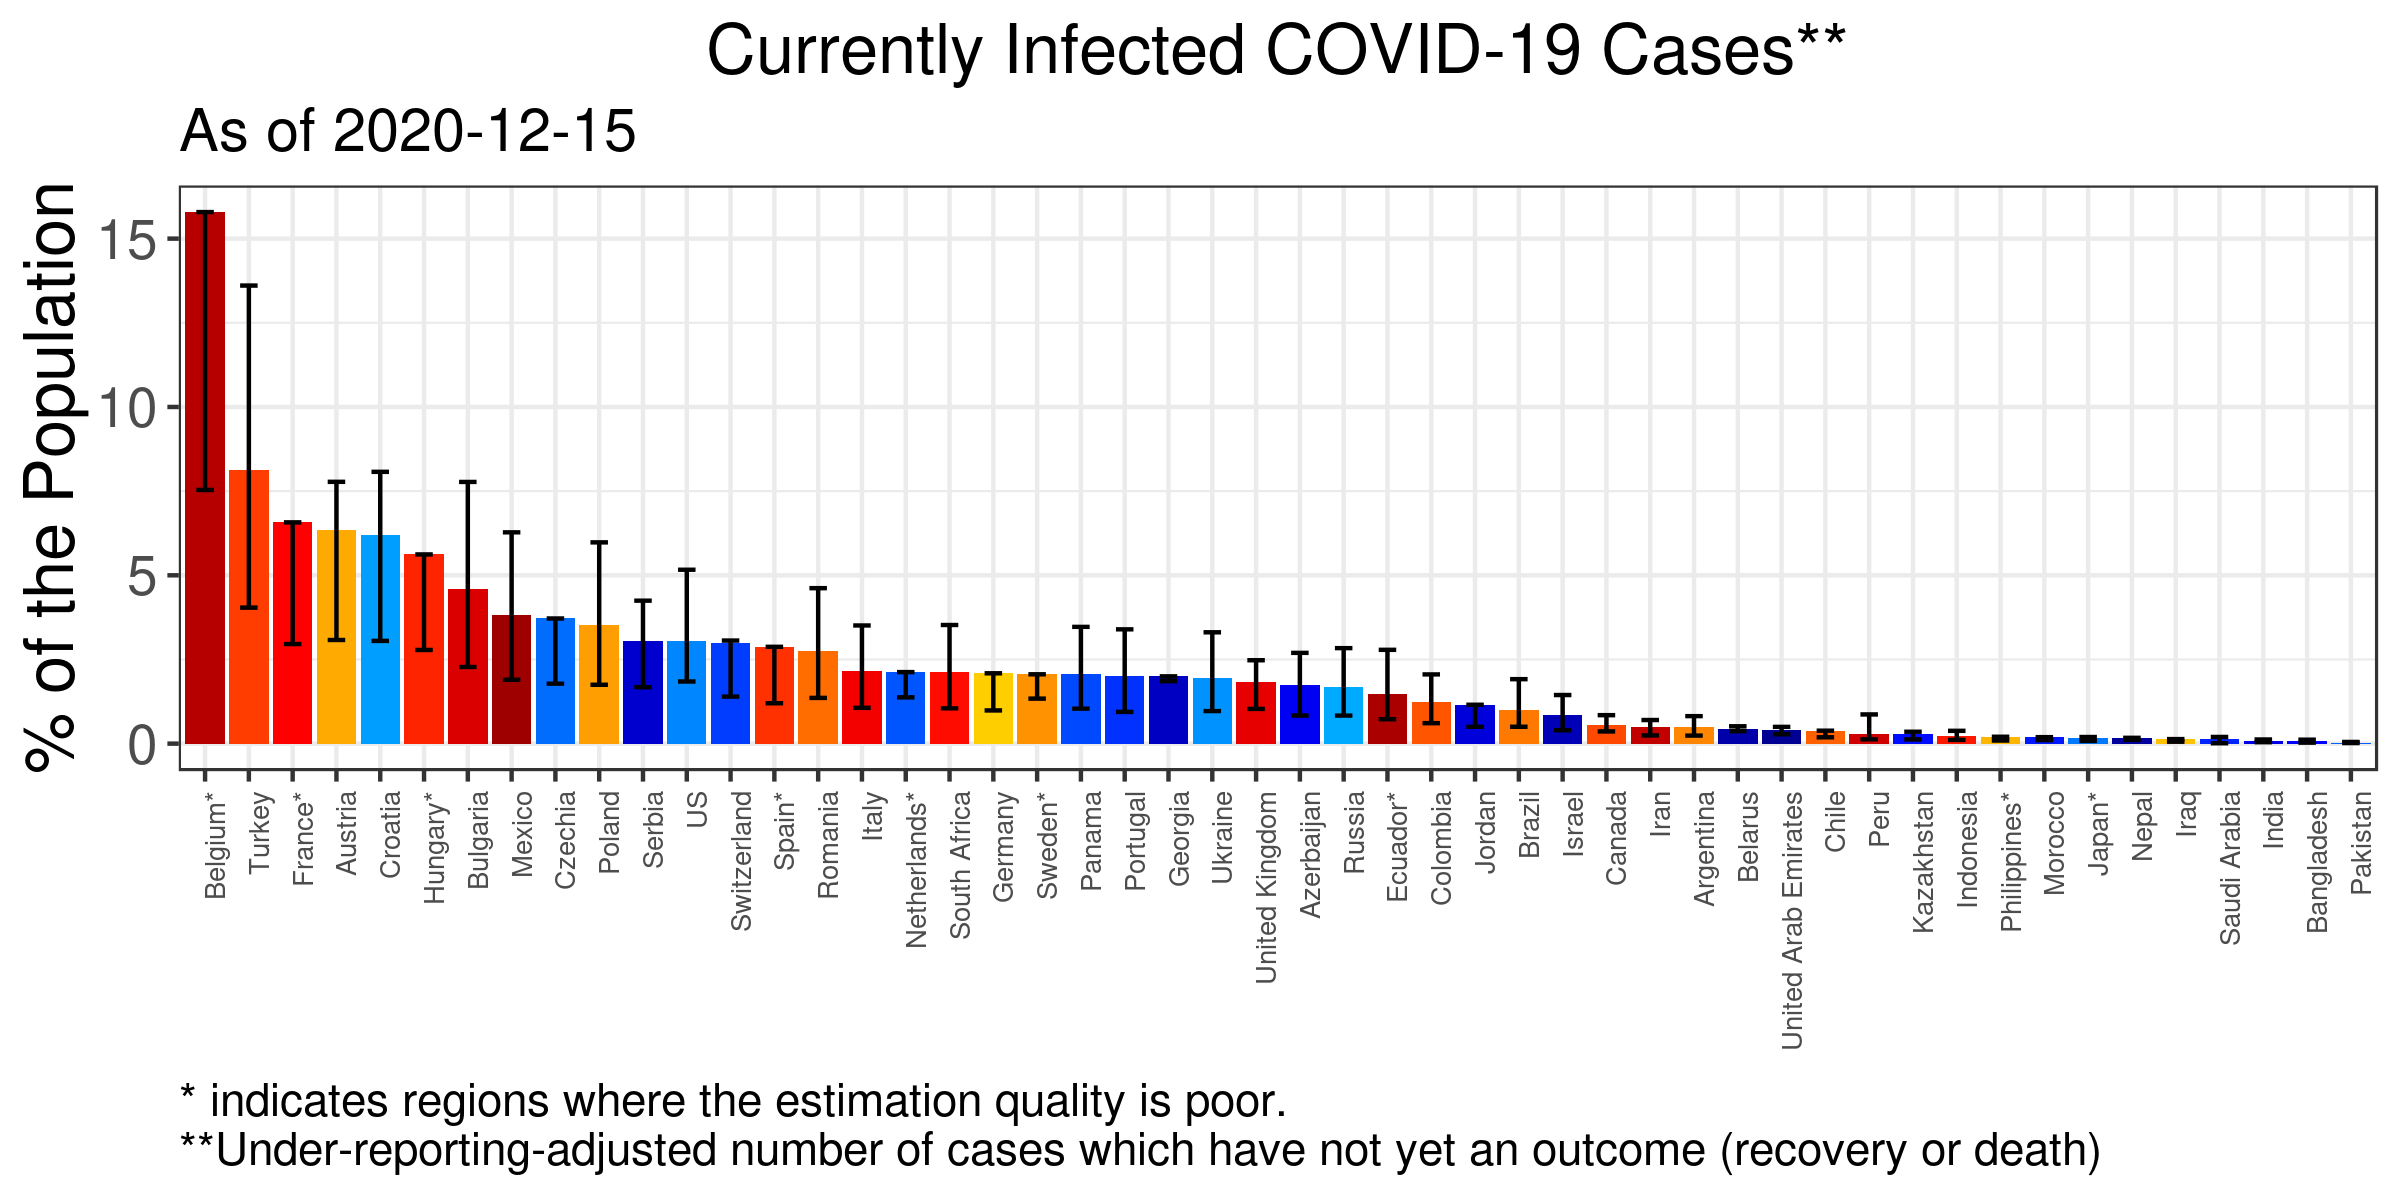 Currently Infected COVID-19 Cases**
As of 2020-12-15
% of the Population
15
10
5
0
Belgium*
Turkey
France*
Austria
Croatia
Hungary*
Bulgaria
Mexico
Czechia
Poland
Serbia
US
Switzerland
Spain*
Romania
Italy
Netherlands*
South Africa
Germany
Sweden*
Panama
Portugal
Georgia
Ukraine
United Kingdom
Azerbaijan
Russia
Ecuador*
Colombia
Jordan
Brazil
Israel
Canada
Iran
Argentina
Belarus
United Arab Emirates
Chile
Peru
Kazakhstan
Indonesia
Philippines*
Morocco
Japan*
Nepal
Iraq
Saudi Arabia
India
Bangladesh
Pakistan
* indicates regions where the estimation quality is poor.
**Under-reporting-adjusted number of cases which have not yet an outcome (recovery or death)